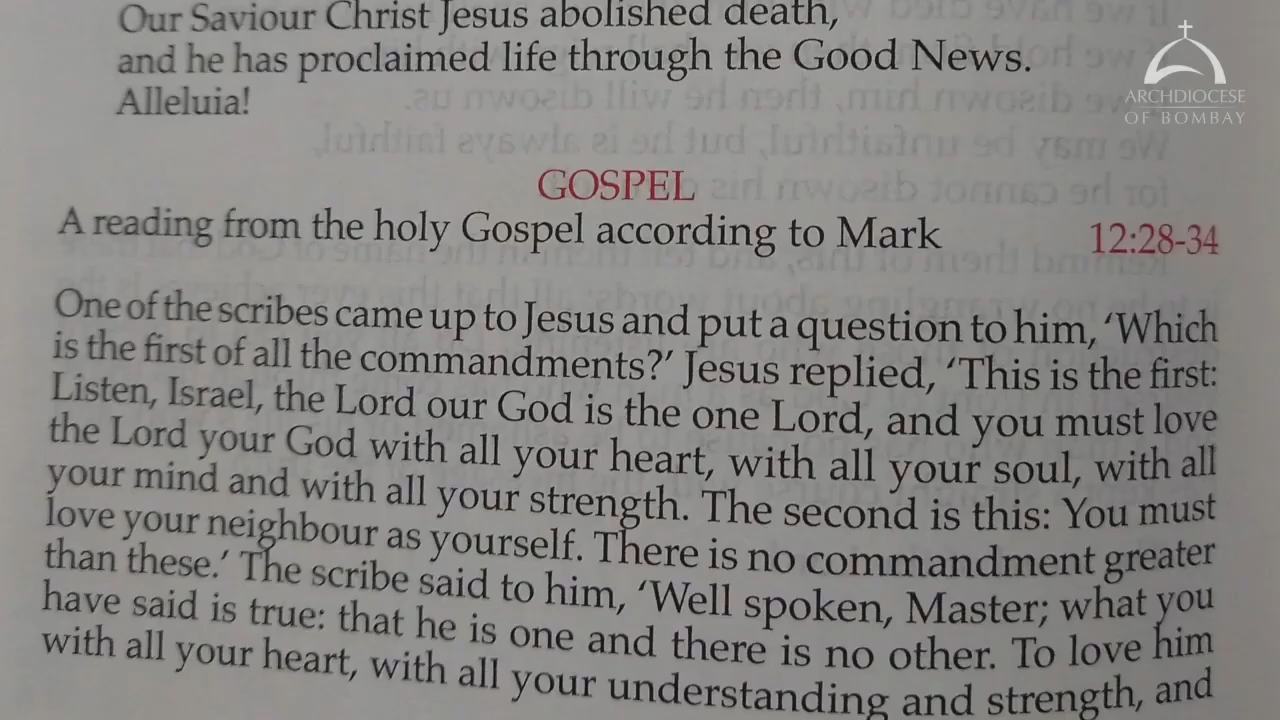 Our Saviour Christ Jesus abolished death,
and he has proclaimed life through the Good News.
Alleluia!
ARCHDIOCESE
OF BOMBAY
GOSPEL
A reading from the holy Gospel according to Mark 12:28-34
One of the scribes came up to Jesus and put a question to him, ‘Which
is the first of all the commandments?’ Jesus replied, ‘This is the first:
Listen, Israel, the Lord our God is the one Lord, and you must love
the Lord your God with all your heart, with all your soul, with all
your mind and with all your strength. The second is this: You must
love your neighbour as yourself. There is no commandment greater
than these.’ The scribe said to him, ‘Well spoken, Master; what you
have said is true: that he is one and there is no other. To love him
with all your heart, with all your understanding and strength, and